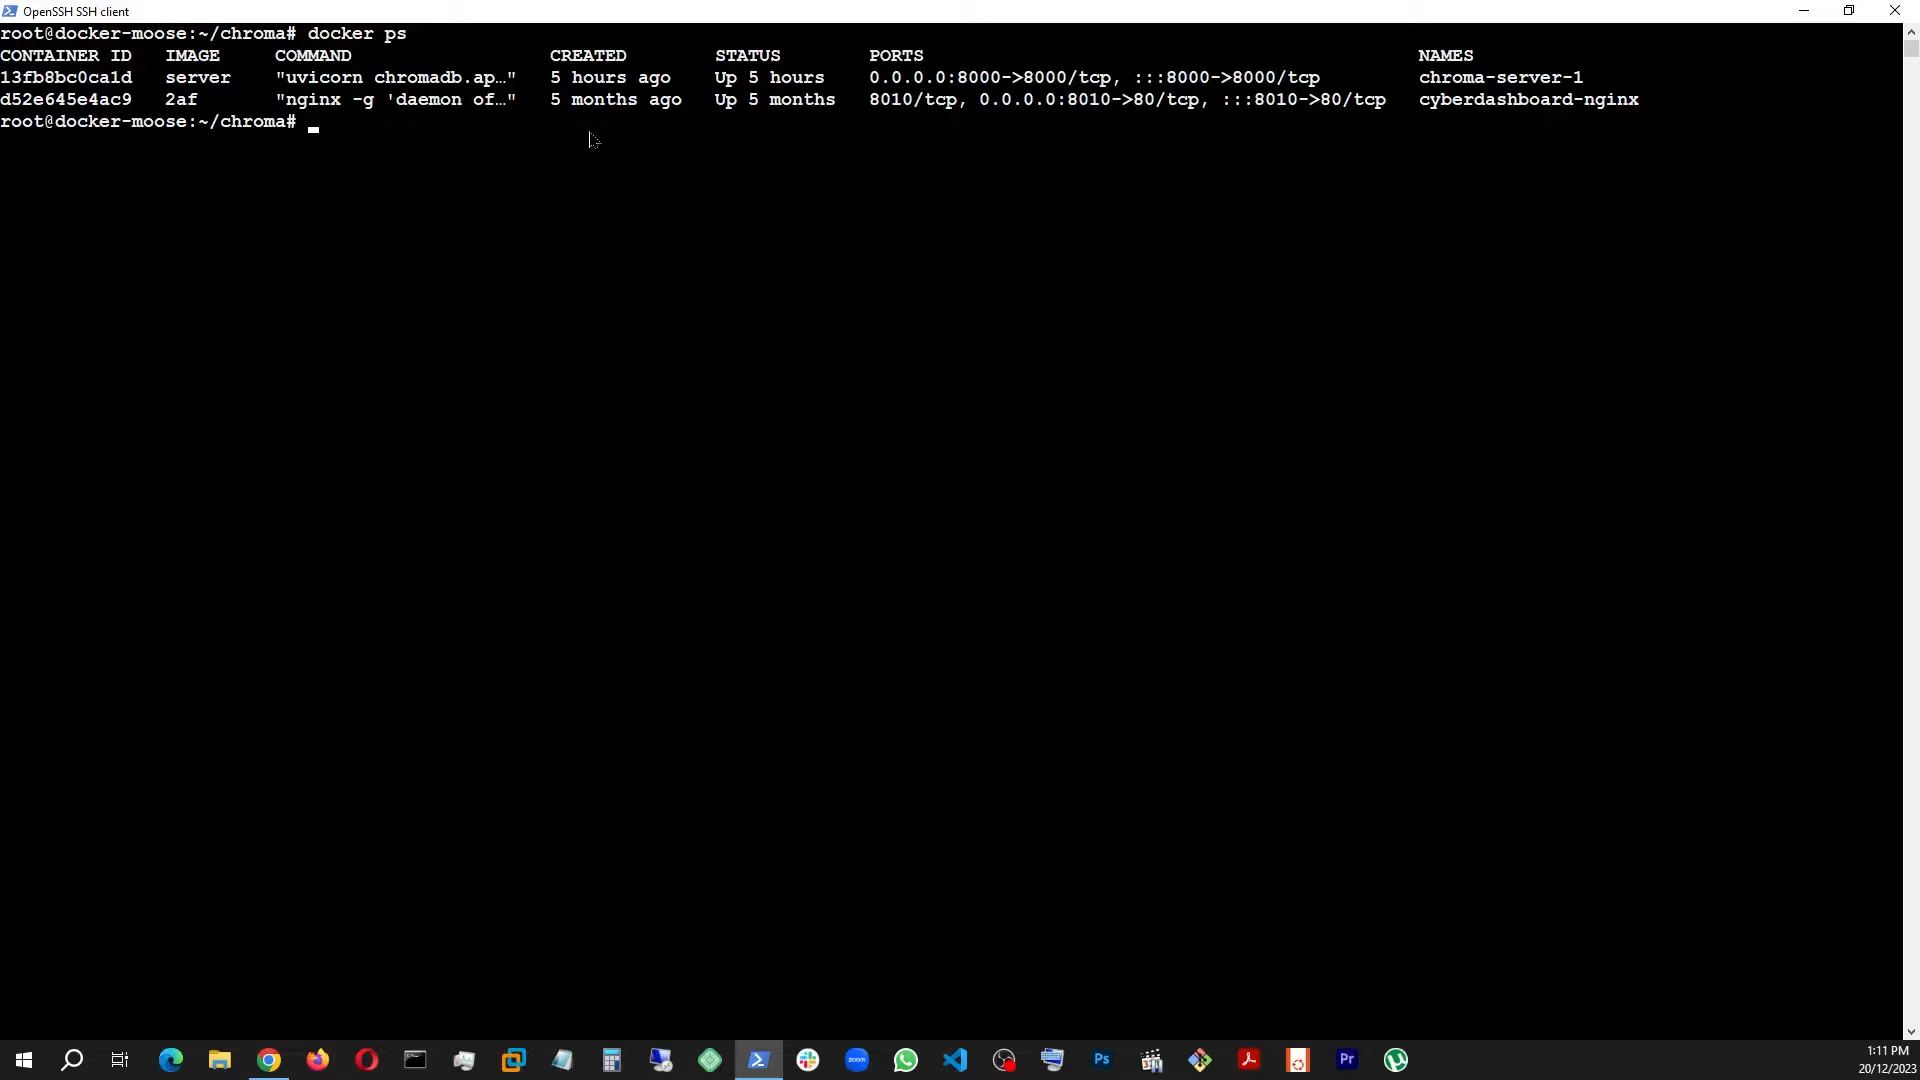 OpenSSH SSH client
root@docker-moose:~/chroma# docker ps
CONTAINER ID   IMAGE     COMMAND                  CREATED        STATUS        PORTS                                              NAMES
13fb8bc0ca1d   server    "uvicorn chromadb.ap…"   5 hours ago    Up 5 hours    0.0.0.0:8000->8000/tcp, :::8000->8000/tcp          chroma-server-1
d52e645e4ac9   2af       "nginx -g 'daemon of…"   5 months ago   Up 5 months   8010/tcp, 0.0.0.0:8010->80/tcp, :::8010->80/tcp   cyberdashboard-nginx
root@docker-moose:~/chroma#
zoom
Ps
Pr
1:11 PM
20/12/2023